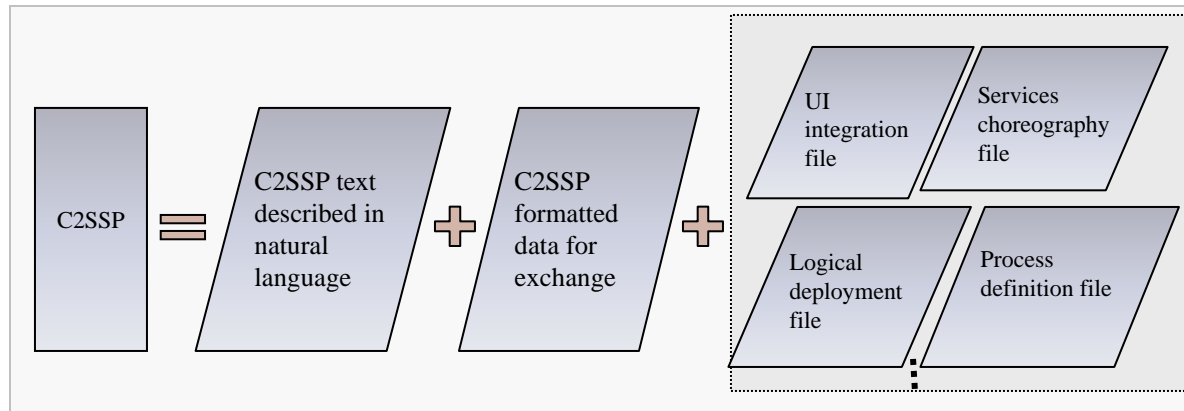 C2SSP
C2SSP text
described in
natural
language
C2SSP
formatted
data for
exchange
UI
integration
file
Services
choreography
file
Logical
deployment
file
Process
definition file